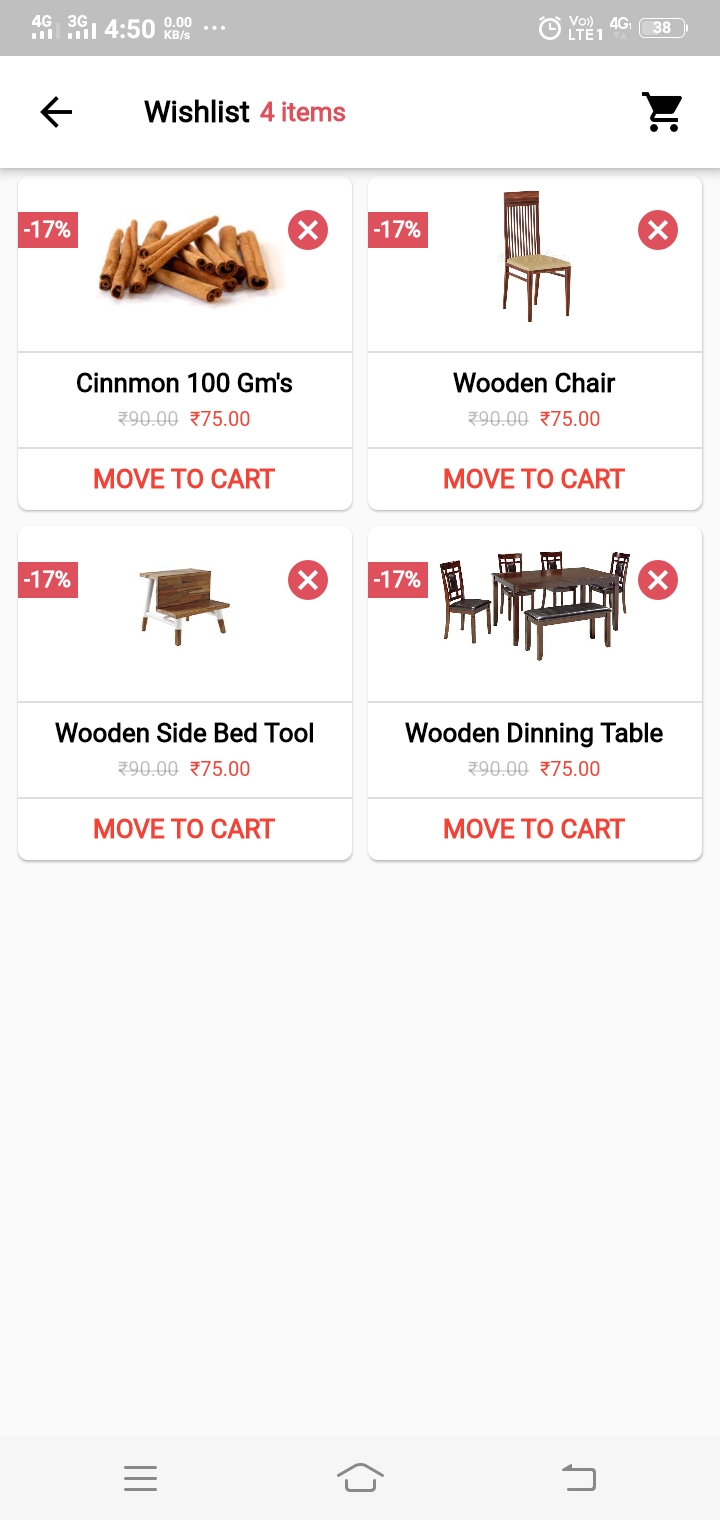 4G 3G 4:50 0.00 KB/s ... Vo)) LTE1 4G 38
Wishlist 4 items
-17% -17%
Cinnmon 100 Gm's Wooden Chair
₹90.00 ₹75.00 ₹90.00 ₹75.00
MOVE TO CART MOVE TO CART
-17% -17%
Wooden Side Bed Tool Wooden Dinning Table
₹90.00 ₹75.00 ₹90.00 ₹75.00
MOVE TO CART MOVE TO CART